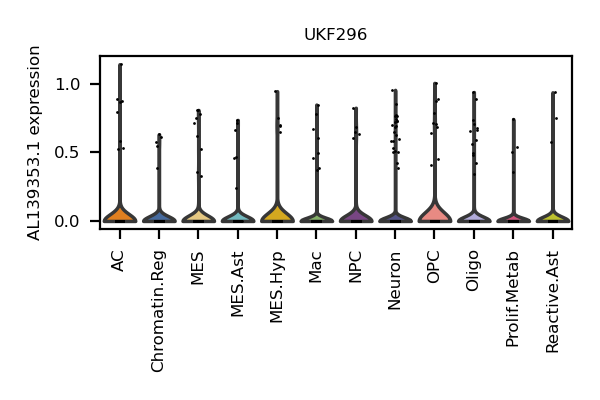 UKF296
AL139353.1 expression
1.0
0.5
0.0
AC
Chromatin.Reg
MES
MES.Ast
MES.Hyp
Mac
NPC
Neuron
OPC
Oligo
Prolif.Metab
Reactive.Ast